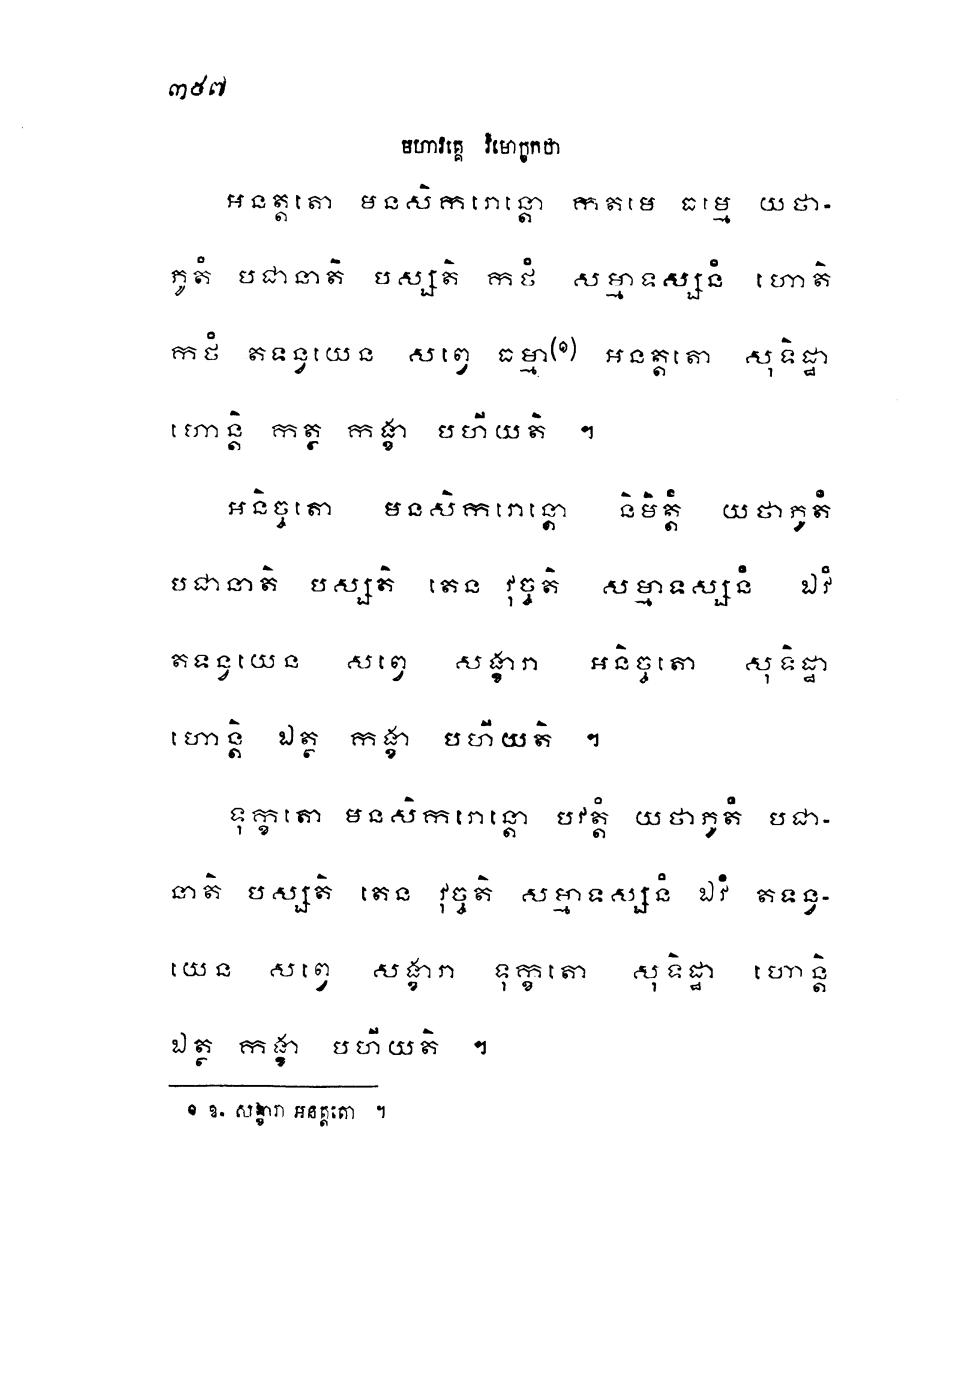 ៣៩៧
មហាវគ្គេ វិមោក្ខកថា
អនត្តតោ មនសិករោន្តោ កតមេ ធម្មេ យថា-
ភូតំ បជានាតិ បស្សតិ កថំ សម្មាទស្សនំ ហោតិ
កថំ តទន្វយេន សព្វេ ធម្មា(១) អនត្តតោ សុទិដ្ឋា
ហោន្តិ កត្ថ កង្ខា បហីយតិ ។
អនិច្ចតោ មនសិករោន្តោ និមិត្តំ យថាភូតំ
បជានាតិ បស្សតិ តេន វុច្ចតិ សម្មាទស្សនំ ឯវំ
តទន្វយេន សព្វេ សង្ខារា អនិច្ចតោ សុទិដ្ឋា
ហោន្តិ ឯត្ថ កង្ខា បហីយតិ ។
ទុក្ខតោ មនសិករោន្តោ បវត្តំ យថាភូតំ បជា-
នាតិ បស្សតិ តេន វុច្ចតិ សម្មាទស្សនំ ឯវំ តទន្វ-
យេន សព្វេ សង្ខារា ទុក្ខតោ សុទិដ្ឋា ហោន្តិ
ឯត្ថ កង្ខា បហីយតិ ។
១ ឧ. សង្ខារា អនត្តតោ ។